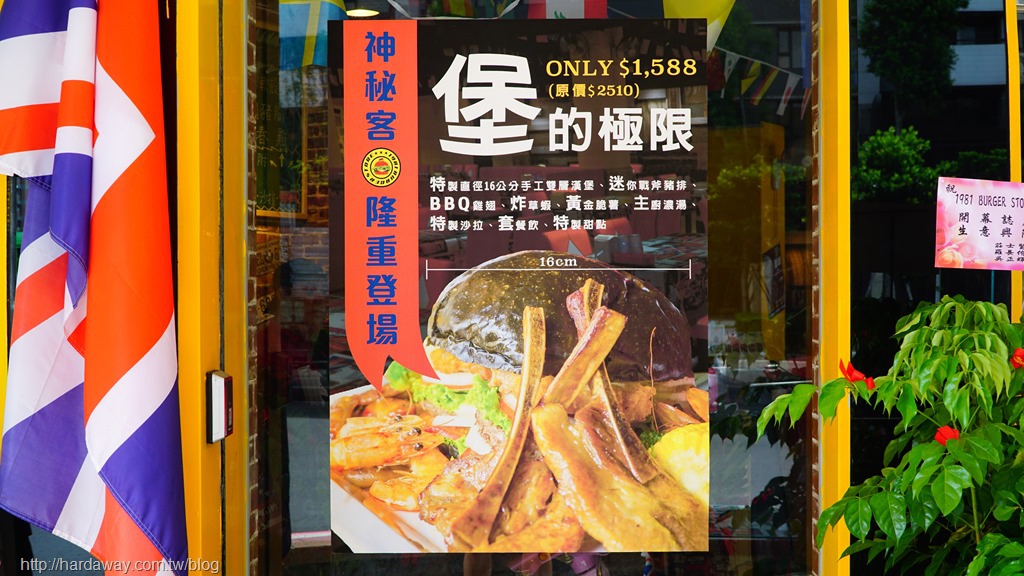 神秘客
隆重登場
堡的極限
ONLY $1,588
(原價$2510)
特製直徑16公分手工雙層漢堡、迷你戰斧豬排、
BBQ雞翅、炸草蝦、黃金脆薯、主廚濃湯、
特製沙拉、套餐飲、特製甜點
16cm
祝
1981 BURGER STO
開幕誌
生意興
http://hardaway.com.tw/blog